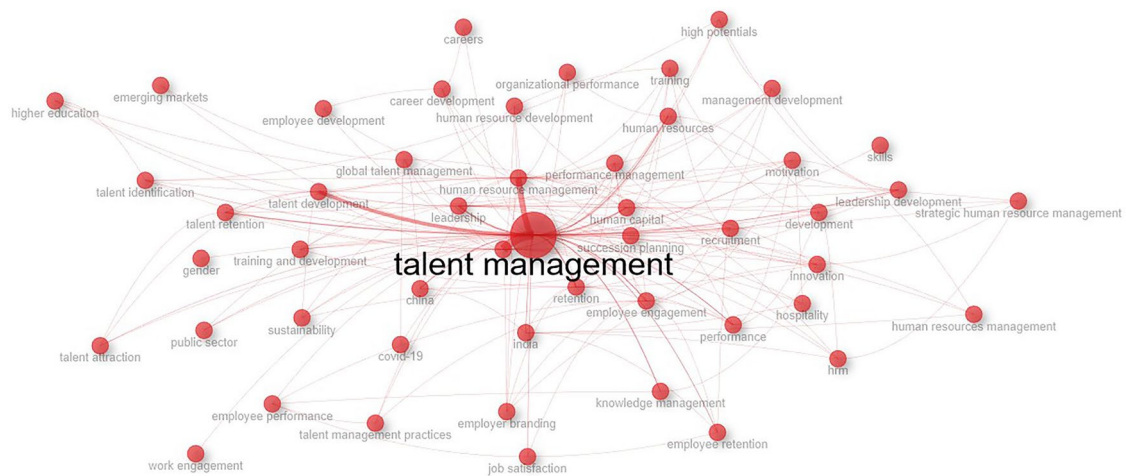 careers
high potentials
organizational performance
training
emerging markets
higher education
career development
management development
employee development
human resource development
human resources
skills
global talent management
performance management
motivation
talent identification
human resource management
talent development
leadership development
strategic human resource management
talent retention
leadership
human capital
development
recruitment
succession planning
training and development
gender
talent management
innovation
china
retention
employee engagement
hospitality
sustainability
human resources management
public sector
performance
india
talent attraction
covid-19
hrm
knowledge management
employee performance
employer branding
talent management practices
employee retention
work engagement
job satisfaction